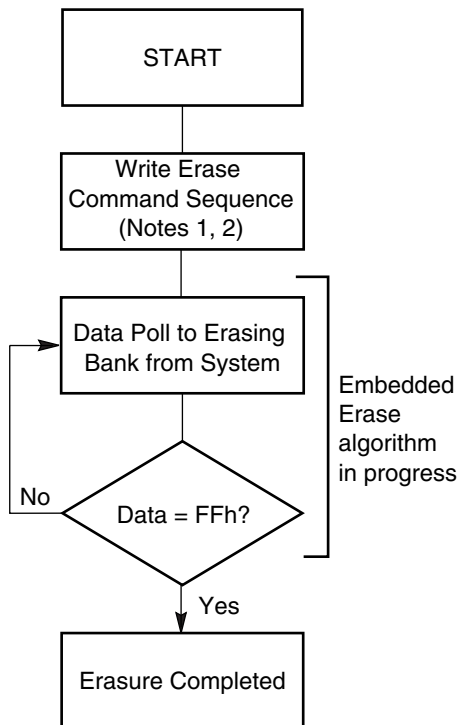 START
Write Erase
Command Sequence
(Notes 1, 2)
Data Poll to Erasing
Bank from System
Embedded
Erase
algorithm
in progress
No
Data = FFh?
Yes
Erasure Completed